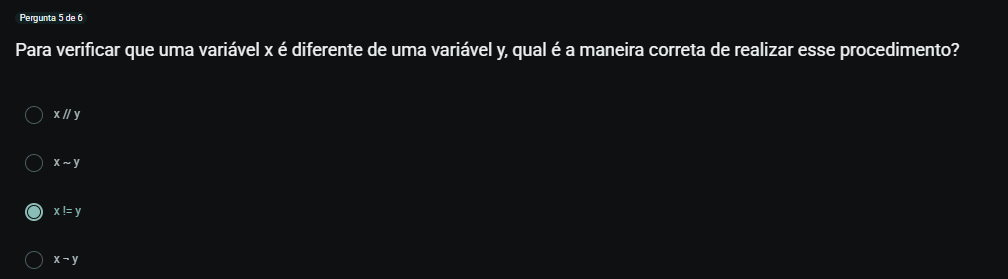 Pergunta 5 de 6
Para verificar que uma variável x é diferente de uma variável y, qual é a maneira correta de realizar esse procedimento?
x // y
x ~ y
x != y
x ¬ y